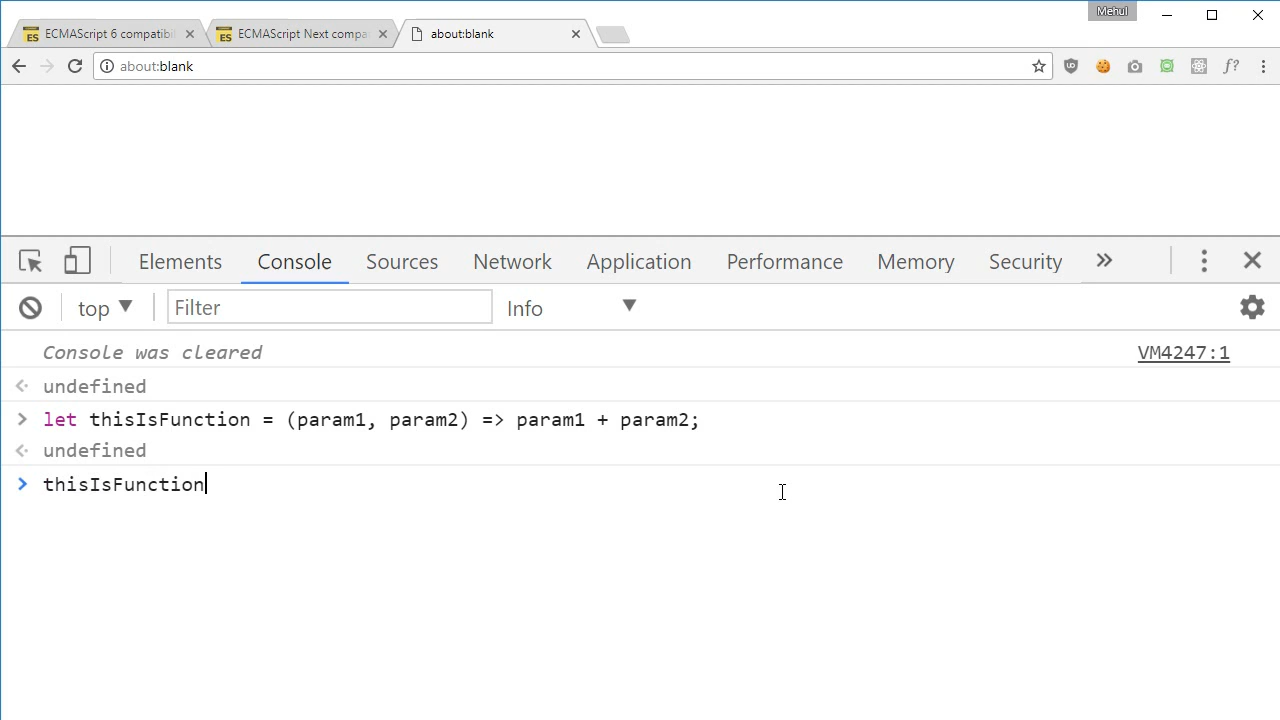 Mehul
ECMAScript 6 compatibi
ECMAScript Next compa
about:blank
about:blank
f?
Elements Console Sources Network Application Performance Memory Security
top Filter Info
Console was cleared VM4247:1
undefined
let thisIsFunction = (param1, param2) => param1 + param2;
undefined
thisIsFunction